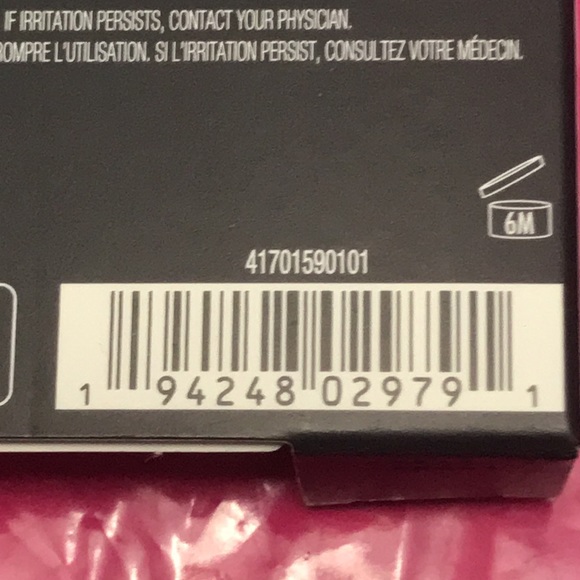 IF IRRITATION PERSISTS, CONTACT YOUR PHYSICIAN.
L'UTILISATION. SI L'IRRITATION PERSIST, CONSULTEZ VOTRE MÉDECIN.
6M
41701590101
1 94248 02979 1